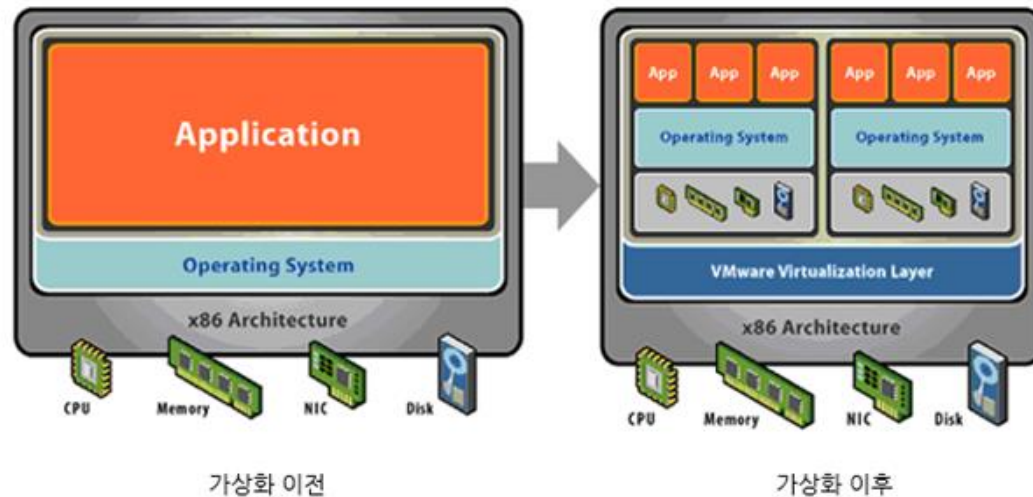 Application
Operating System
x86 Architecture
CPU
Memory
NIC
Disk
가상화 이전
App App App App App App
Operating System Operating System
VMware Virtualization Layer
x86 Architecture
CPU
Memory
NIC
Disk
가상화 이후